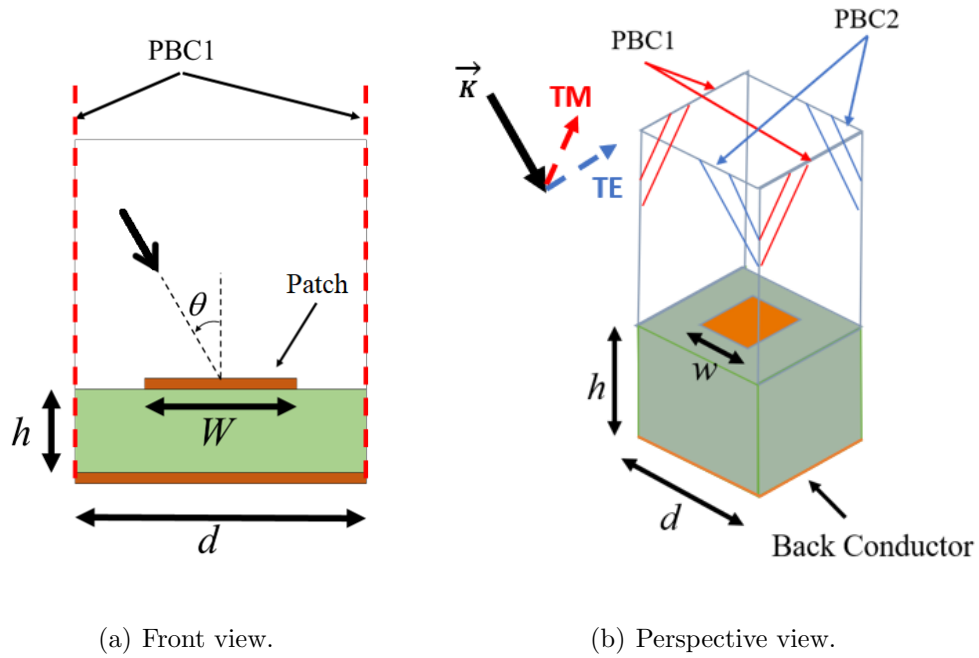 PBC1
θ
Patch
h
W
d
(a) Front view.
PBC1
PBC2
κ
TM
TE
h
w
d
Back Conductor
(b) Perspective view.